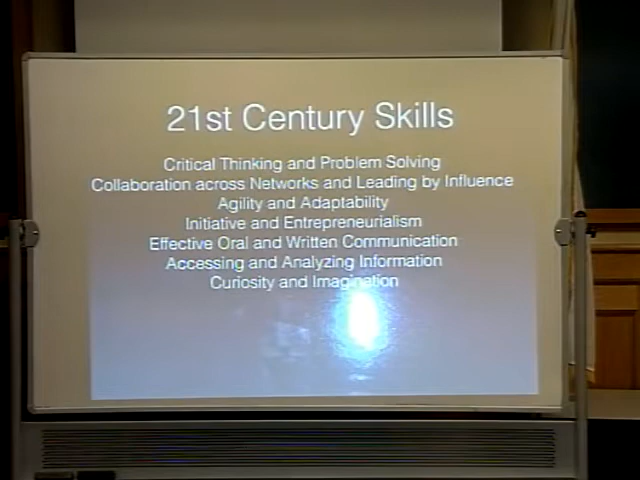 21st Century Skills
Critical Thinking and Problem Solving
Collaboration across Networks and Leading by Influence
Agility and Adaptability
Initiative and Entrepreneurialism
Effective Oral and Written Communication
Accessing and Analyzing Information
Curiosity and Imagination